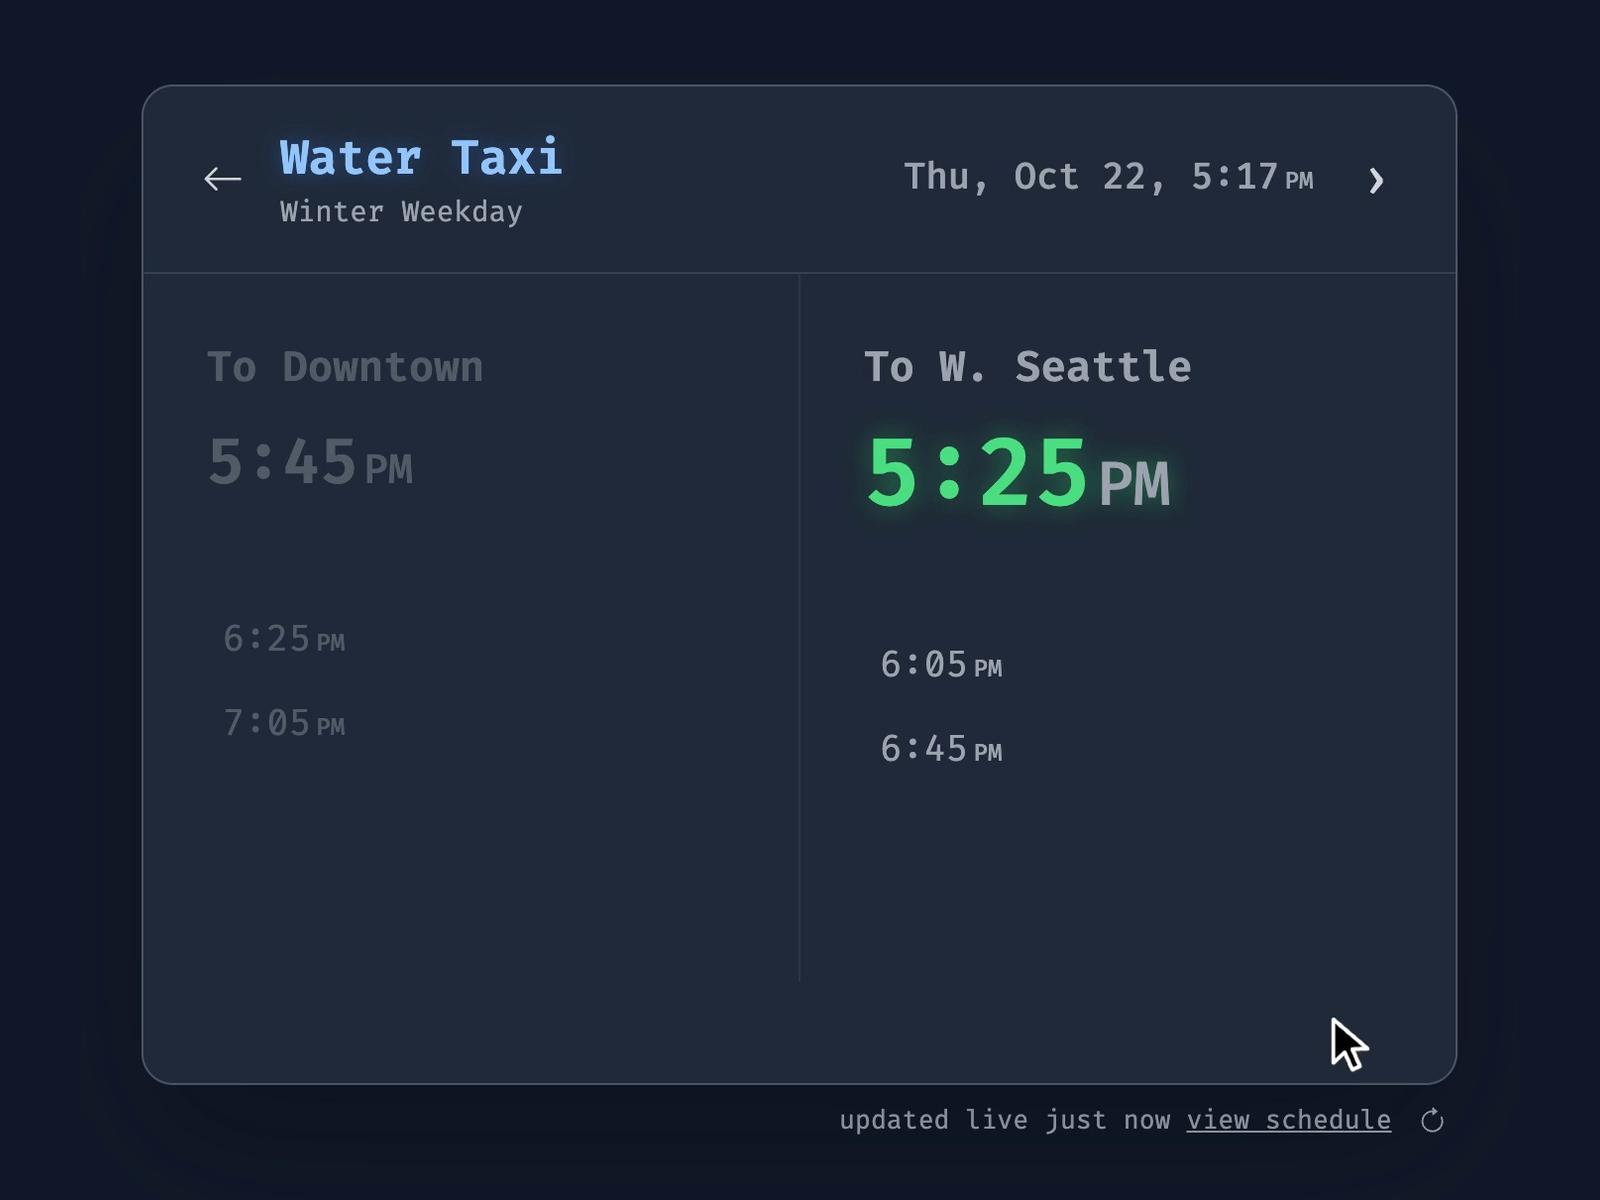 Water Taxi
Winter Weekday
Thu, Oct 22, 5:17 PM
To Downtown
5:45 PM
6:25 PM
7:05 PM
To W. Seattle
5:25 PM
6:05 PM
6:45 PM
updated live just now view schedule